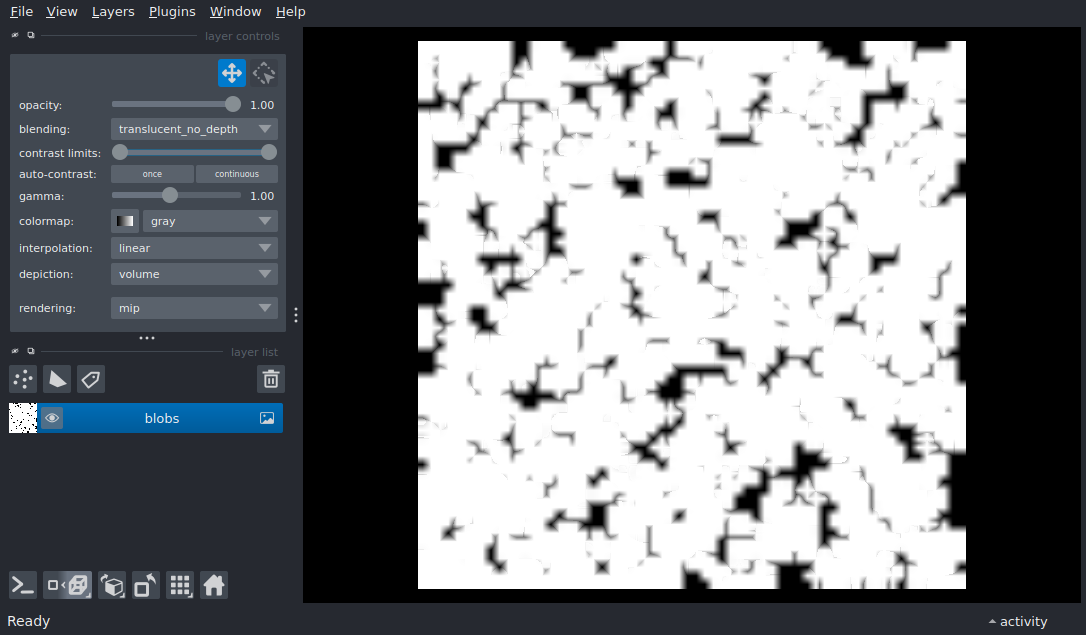 File View Layers Plugins Window Help
layer controls
opacity: 1.00
blending: translucent_no_depth
contrast limits:
auto-contrast: once continuous
gamma: 1.00
colormap: gray
interpolation: linear
depiction: volume
rendering: mip
layer list
blobs
Ready
activity